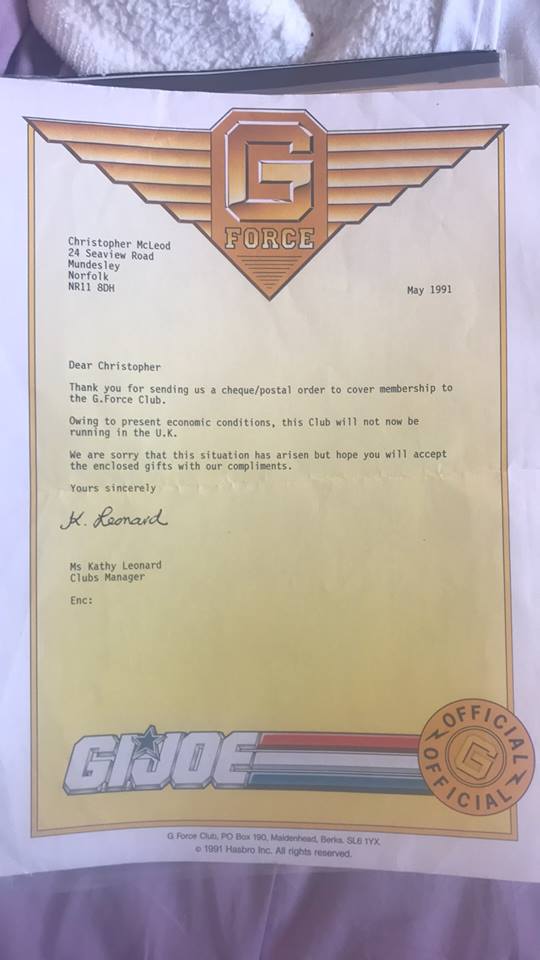 G
FORCE
Christopher McLeod
24 Seaview Road
Mundesley
Norfolk
NR11 8DH
May 1991
Dear Christopher
Thank you for sending us a cheque/postal order to cover membership to
the G.Force Club.
Owing to present economic conditions, this Club will not now be
running in the U.K.
We are sorry that this situation has arisen but hope you will accept
the enclosed gifts with our compliments.
Yours sincerely
K. Leonard
Ms Kathy Leonard
Clubs Manager
Enc:
GIJOE
OFFICIAL
G
OFFICIAL
G Force Club, PO Box 190, Maidenhead, Berks. SL6 1YX.
© 1991 Hasbro Inc. All rights reserved.